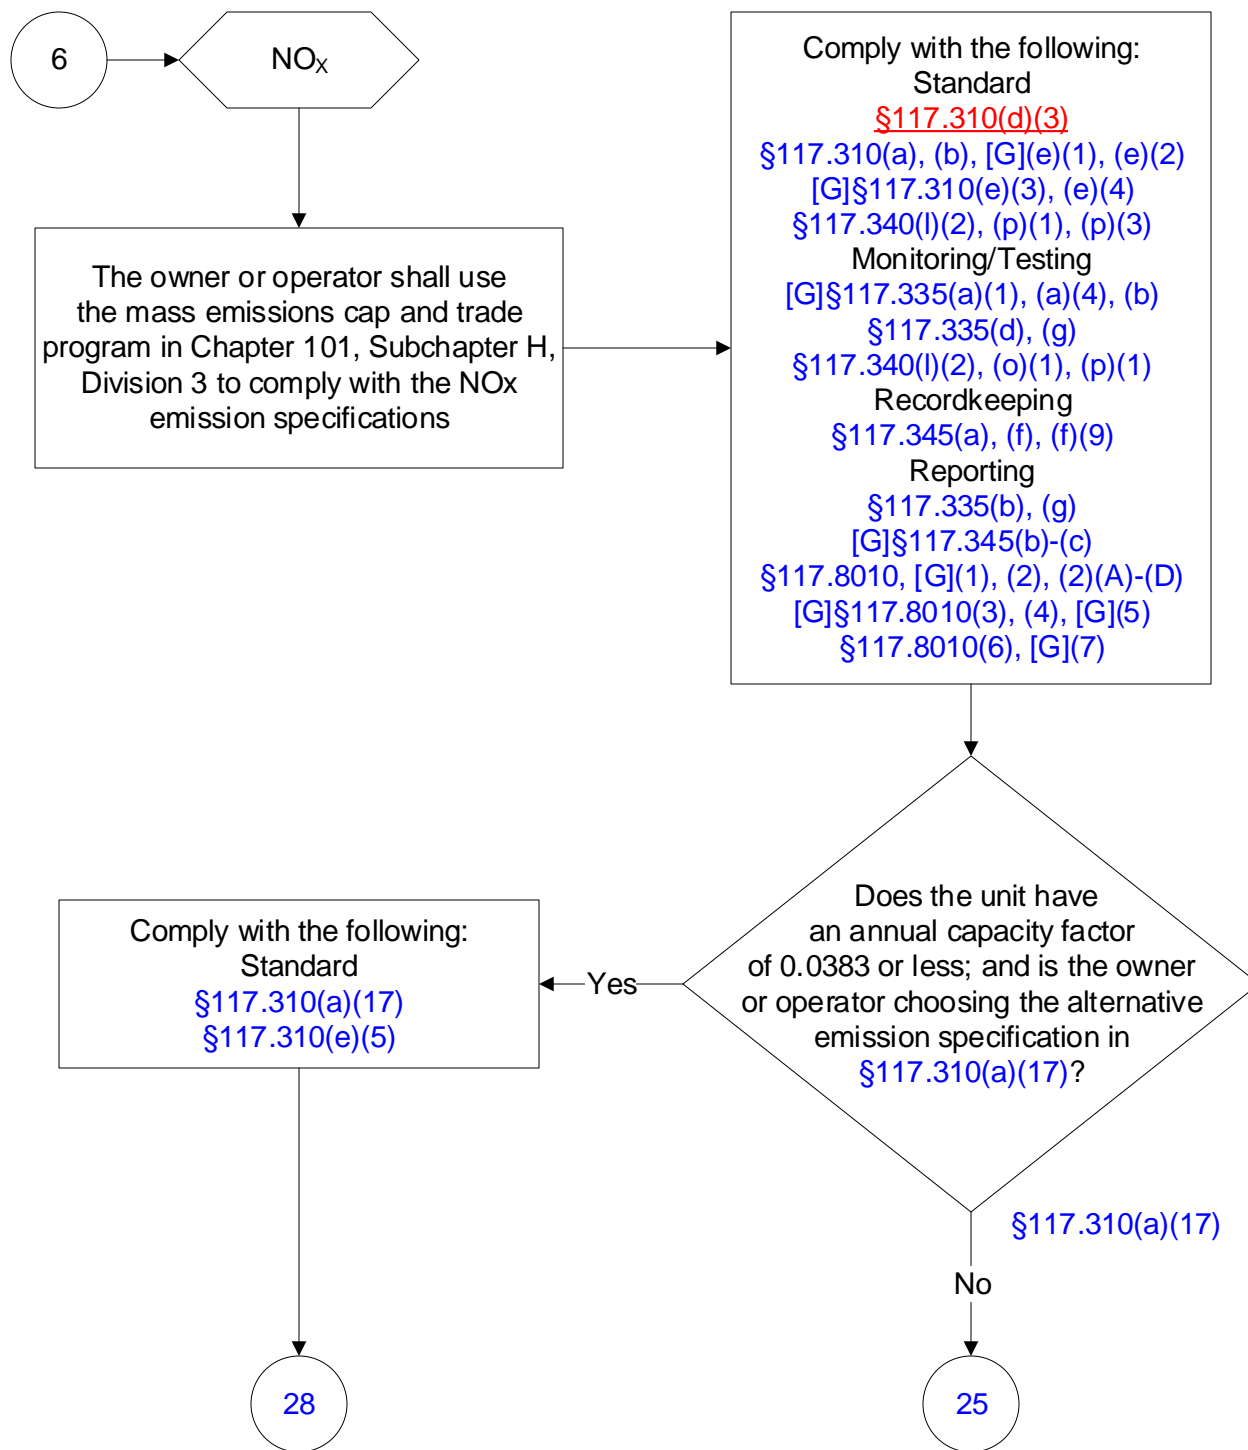 6
NOX
The owner or operator shall use
the mass emissions cap and trade
program in Chapter 101, Subchapter H,
Division 3 to comply with the NOx
emission specifications
Comply with the following:
Standard
§117.310(d)(3)
§117.310(a), (b), [G](e)(1), (e)(2)
[G]§117.310(e)(3), (e)(4)
§117.340(l)(2), (p)(1), (p)(3)
Monitoring/Testing
[G]§117.335(a)(1), (a)(4), (b)
§117.335(d), (g)
§117.340(l)(2), (o)(1), (p)(1)
Recordkeeping
§117.345(a), (f), (f)(9)
Reporting
§117.335(b), (g)
[G]§117.345(b)-(c)
§117.8010, [G](1), (2), (2)(A)-(D)
[G]§117.8010(3), (4), [G](5)
§117.8010(6), [G](7)
Does the unit have
an annual capacity factor
of 0.0383 or less; and is the owner
or operator choosing the alternative
emission specification in
§117.310(a)(17)?
Yes
Comply with the following:
Standard
§117.310(a)(17)
§117.310(e)(5)
§117.310(a)(17)
No
28
25